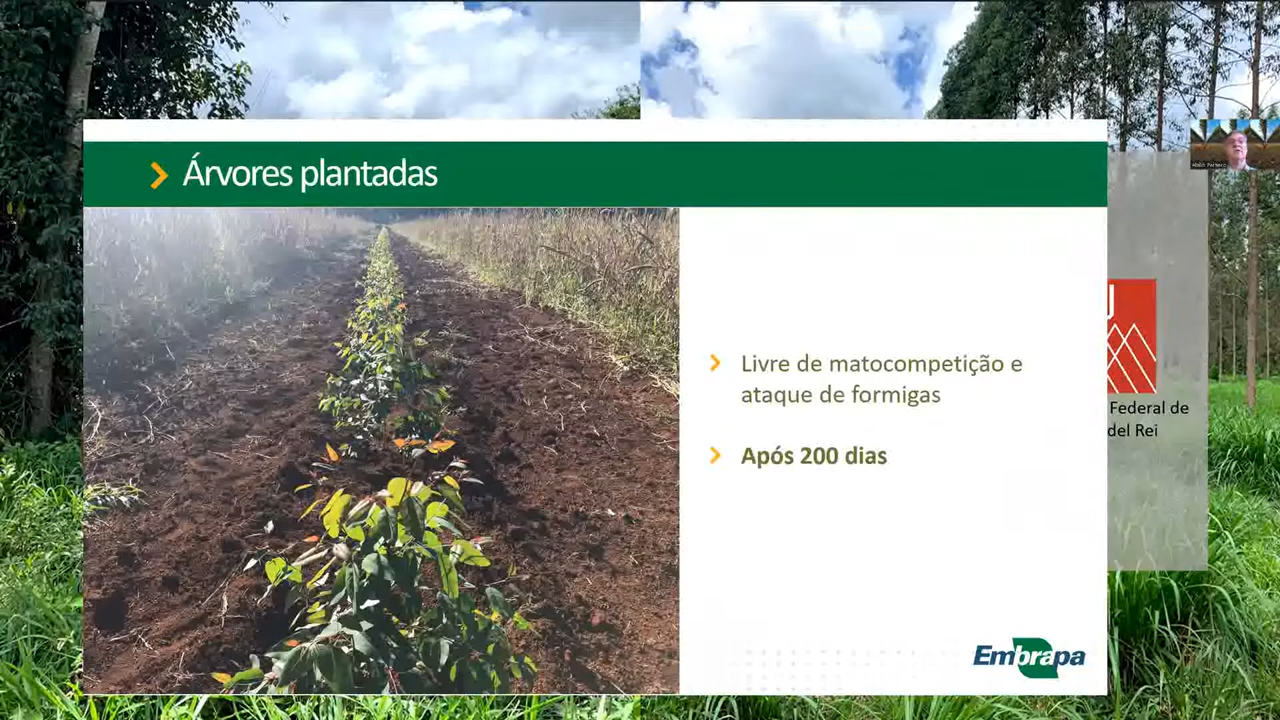 Árvores plantadas
Livre de matocompetição e
ataque de formigas
Após 200 dias
Federal de
del Rei
Embrapa